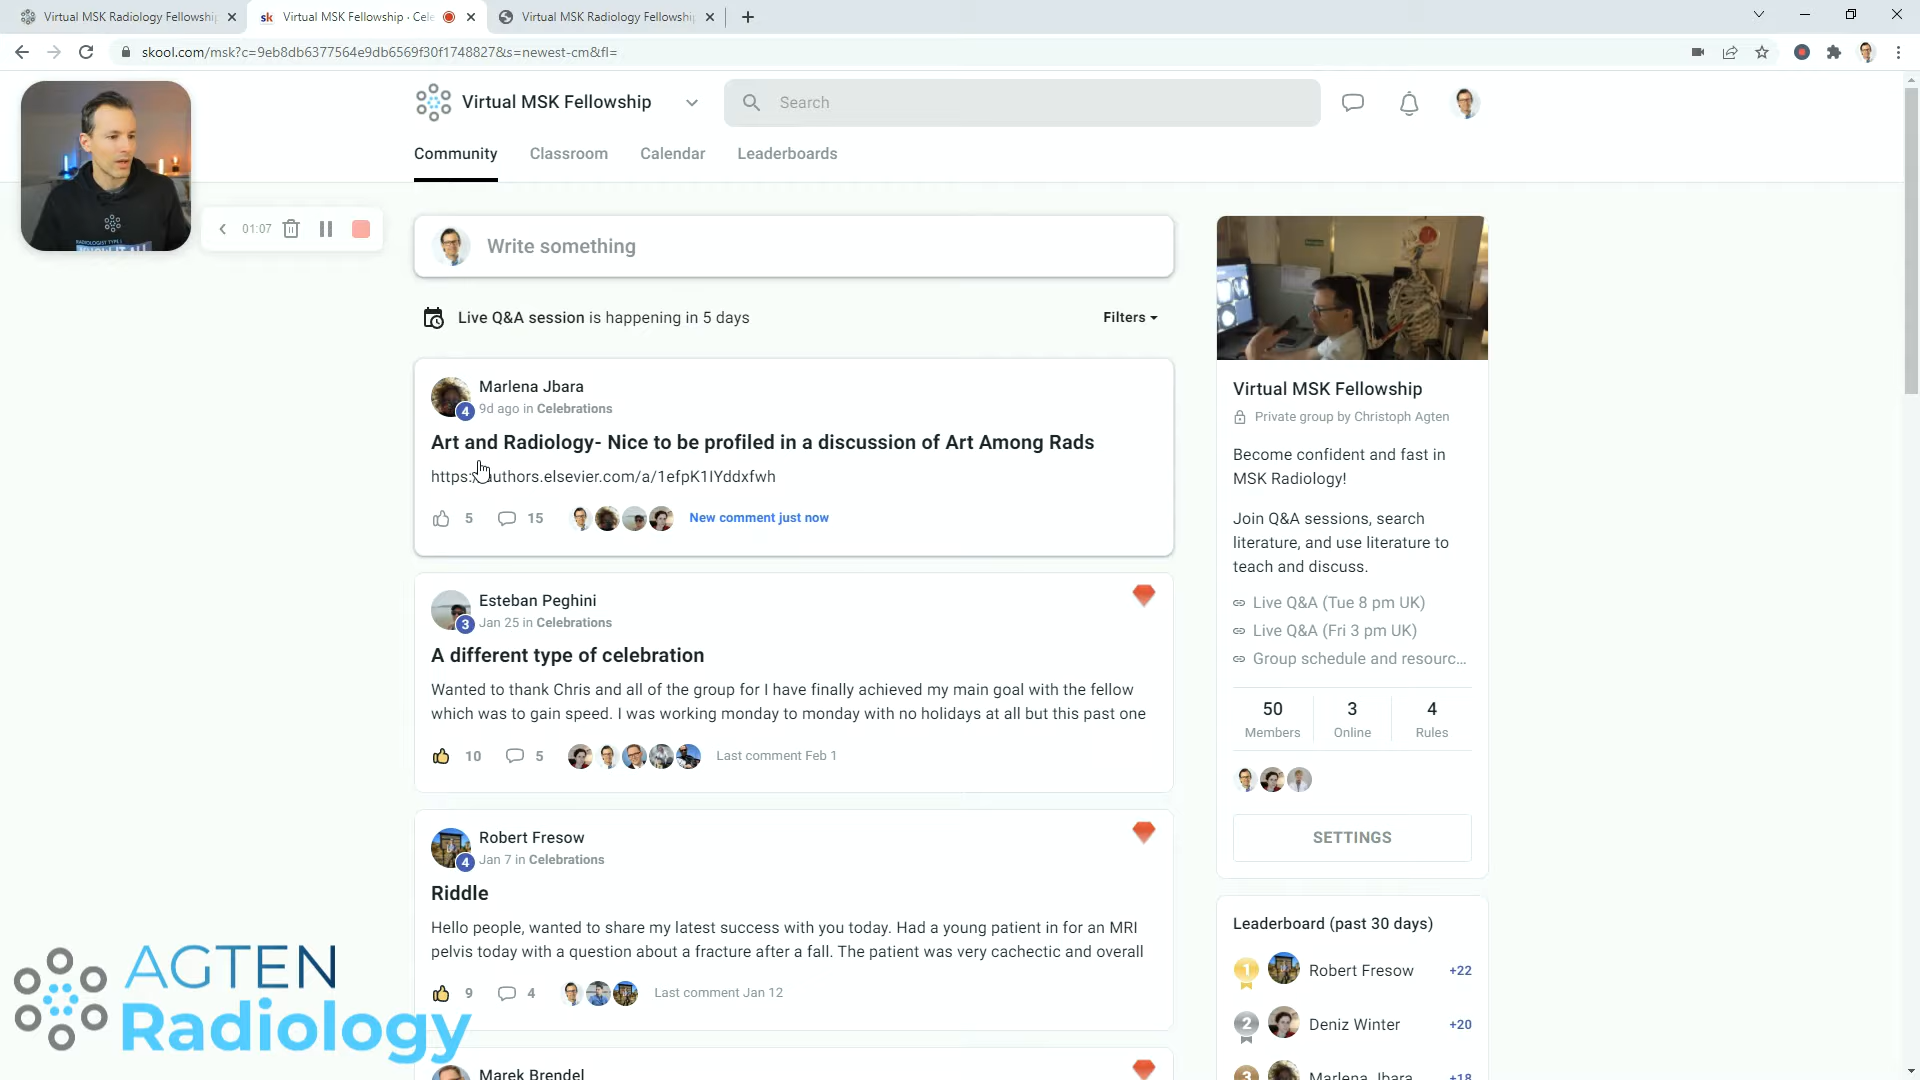 Virtual MSK Radiology Fellowship
Virtual MSK Fellowship · Cele
Virtual MSK Radiology Fellowship
skool.com/msk?c=9eb8db6377564e9db6569f30f1748827&s=newest-cm&fl=
Virtual MSK Fellowship
Search
Community
Classroom
Calendar
Leaderboards
01:07
RADIOLOGIST TYPE I
Write something
Live Q&A session is happening in 5 days
Filters
Marlena Jbara
4
9d ago in Celebrations
Art and Radiology- Nice to be profiled in a discussion of Art Among Rads
https://authors.elsevier.com/a/1efpK1IYddxfwh
5
15
New comment just now
Esteban Peghini
3
Jan 25 in Celebrations
A different type of celebration
Wanted to thank Chris and all of the group for I have finally achieved my main goal with the fellow
which was to gain speed. I was working monday to monday with no holidays at all but this past one
10
5
Last comment Feb 1
Robert Fresow
4
Jan 7 in Celebrations
Riddle
Hello people, wanted to share my latest success with you today. Had a young patient in for an MRI
pelvis today with a question about a fracture after a fall. The patient was very cachectic and overall
9
4
Last comment Jan 12
Marek Brendel
Virtual MSK Fellowship
Private group by Christoph Agten
Become confident and fast in
MSK Radiology!
Join Q&A sessions, search
literature, and use literature to
teach and discuss.
Live Q&A (Tue 8 pm UK)
Live Q&A (Fri 3 pm UK)
Group schedule and resourc...
50
Members
3
Online
4
Rules
SETTINGS
Leaderboard (past 30 days)
1
Robert Fresow
+22
2
Deniz Winter
+20
3
Marlena Jbara
+18
AGTEN
Radiology